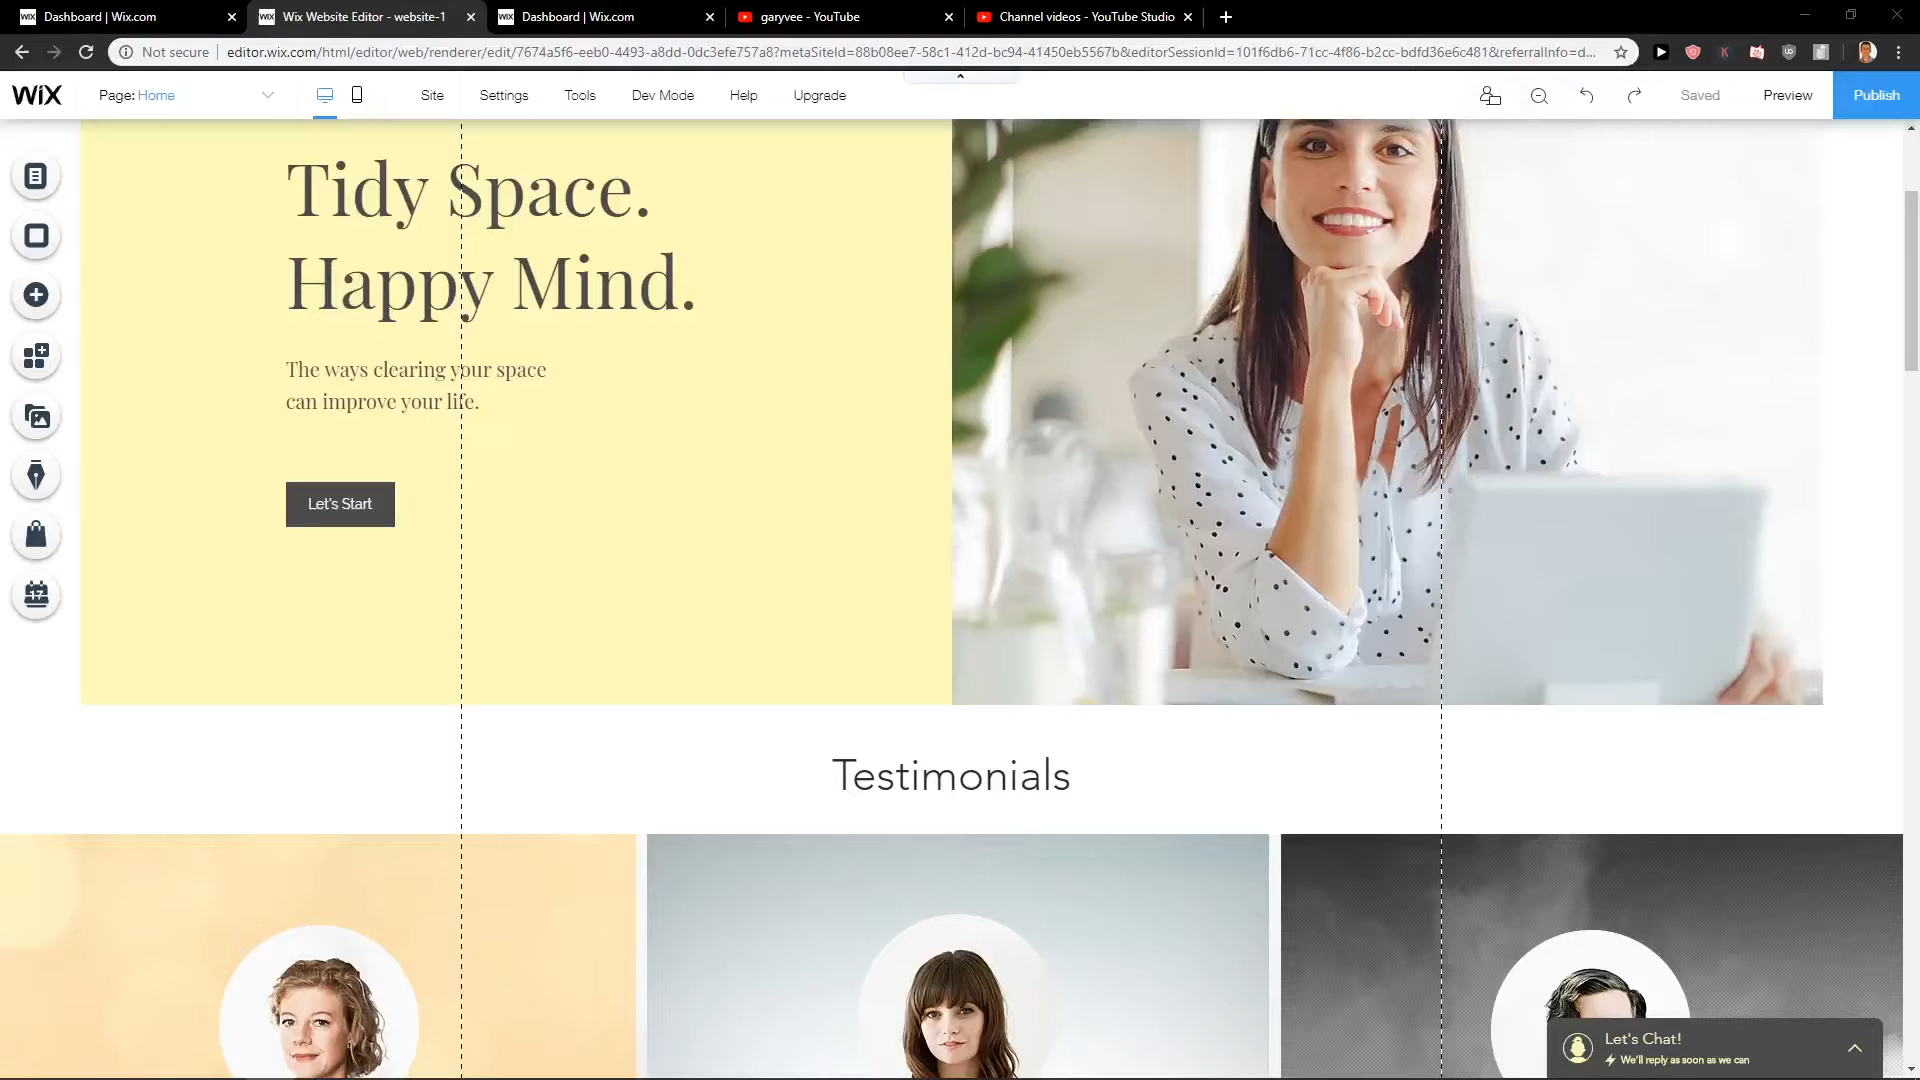 WIX Dashboard | Wix.com
WIX Wix Website Editor - website-1
WIX Dashboard | Wix.com
garyvee - YouTube
Channel videos - YouTube Studio
Not secure
editor.wix.com/html/editor/web/renderer/edit/7674a5f6-eeb0-4493-a8dd-0dc3efe757a8?metaSiteId=88b08ee7-58c1-412d-bc94-41450eb5567b&editorSessionId=101f6db6-71cc-4f86-b2cc-bdfd36e6c481&referralInfo=d...
WIX
Page: Home
Site
Settings
Tools
Dev Mode
Help
Upgrade
Saved
Preview
Publish
Tidy Space.
Happy Mind.
The ways clearing your space
can improve your life.
Let's Start
17
Testimonials
Let's Chat!
We'll reply as soon as we can